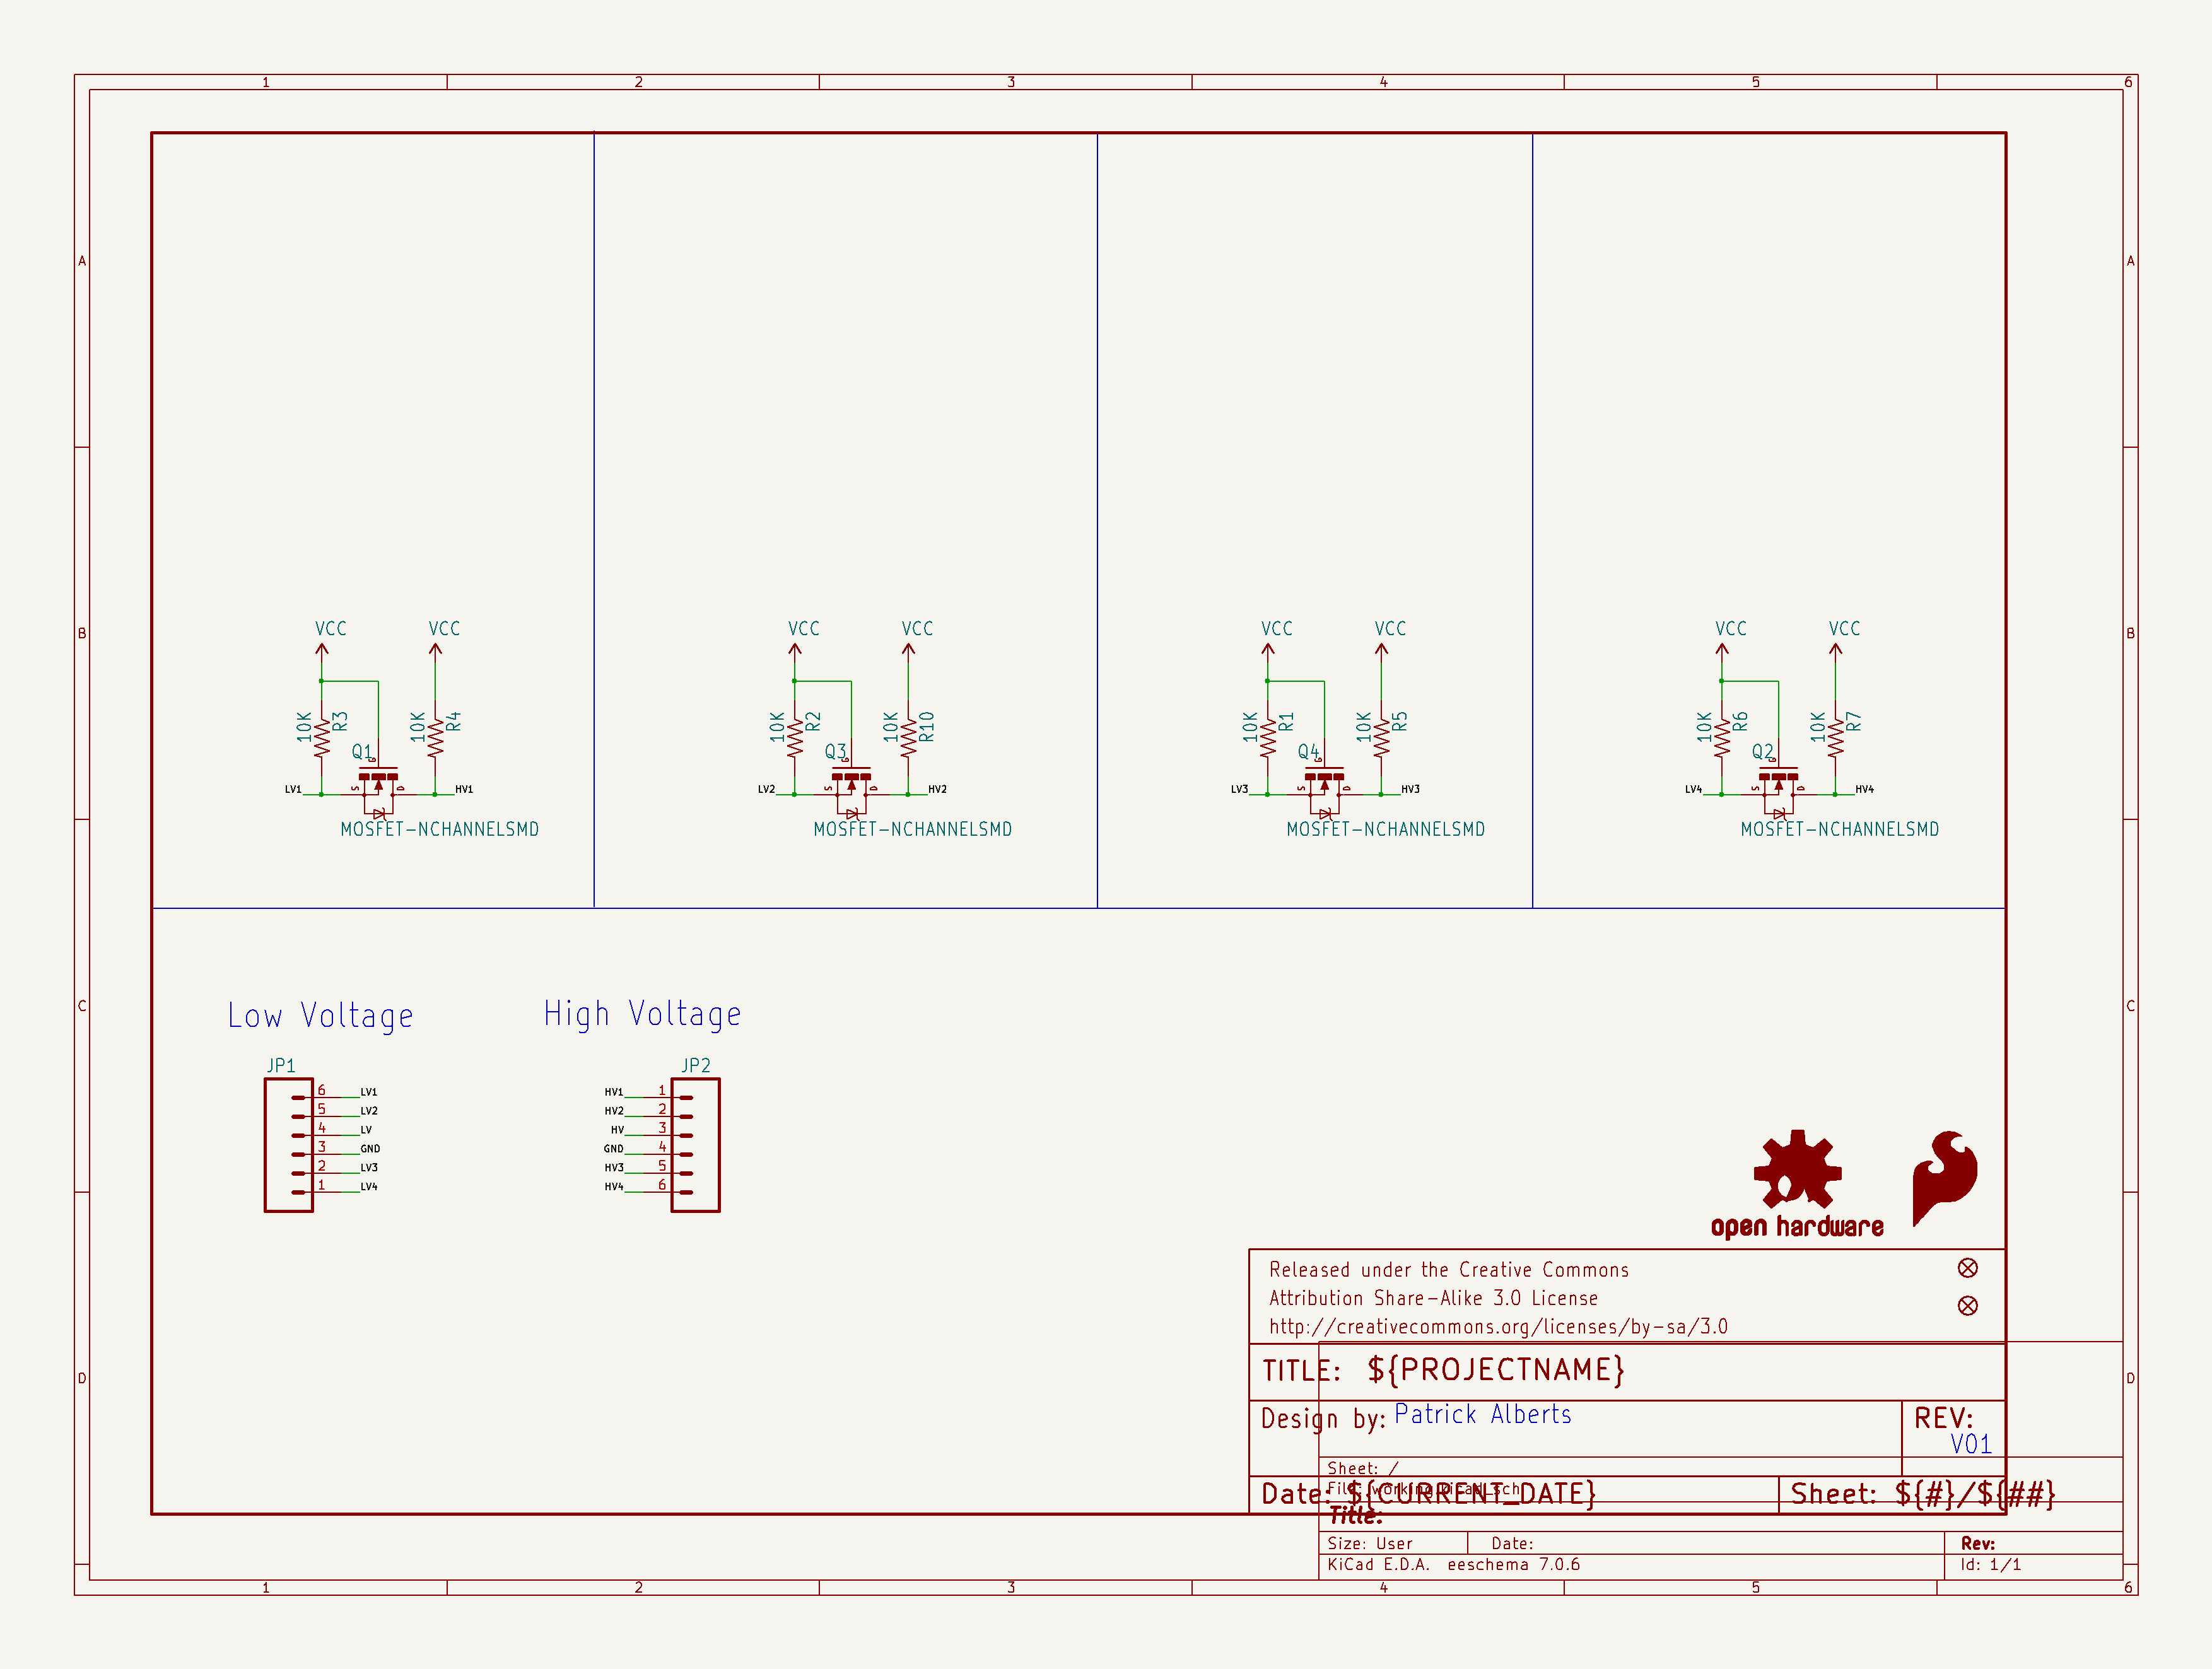 1 2 3 4 5 6
A A
VCC VCC VCC VCC VCC VCC VCC VCC
B B
10K R3 10K R4 10K R2 10K R10 10K R1 10K R5 10K R6 10K R7
Q1 G Q3 G Q4 G Q2 G
LV1 S D HV1 LV2 S D HV2 LV3 S D HV3 LV4 S D HV4
MOSFET-NCHANNELSMD MOSFET-NCHANNELSMD MOSFET-NCHANNELSMD MOSFET-NCHANNELSMD
C C
Low Voltage High Voltage
JP1 JP2
6 LV1 HV1 1
5 LV2 HV2 2
4 LV HV 3
3 GND GND 4
2 LV3 HV3 5
1 LV4 HV4 6
open hardware
Released under the Creative Commons
Attribution Share-Alike 3.0 License
http://creativecommons.org/licenses/by-sa/3.0
D D
TITLE: ${PROJECTNAME}
Design by: Patrick Alberts REV:
V01
Sheet: /
File: working.kicad_sch
Date: ${CURRENT_DATE} Sheet: ${#}/${##}
Title:
Size: User Date: Rev:
KiCad E.D.A. eeschema 7.0.6 Id: 1/1
1 2 3 4 5 6